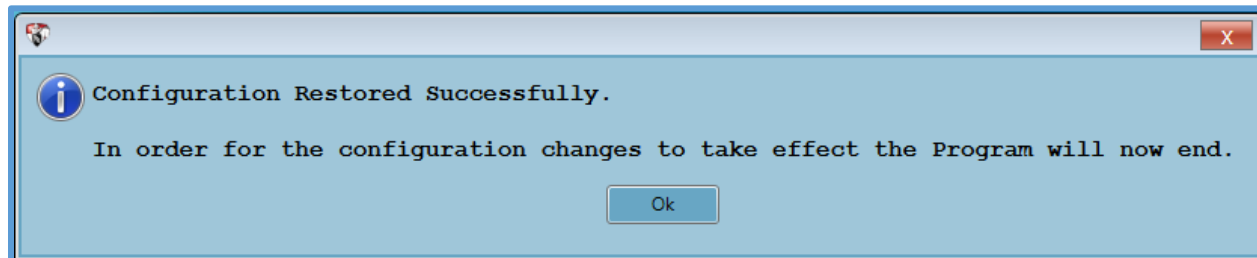 X
Configuration Restored Successfully.
In order for the configuration changes to take effect the Program will now end.
Ok